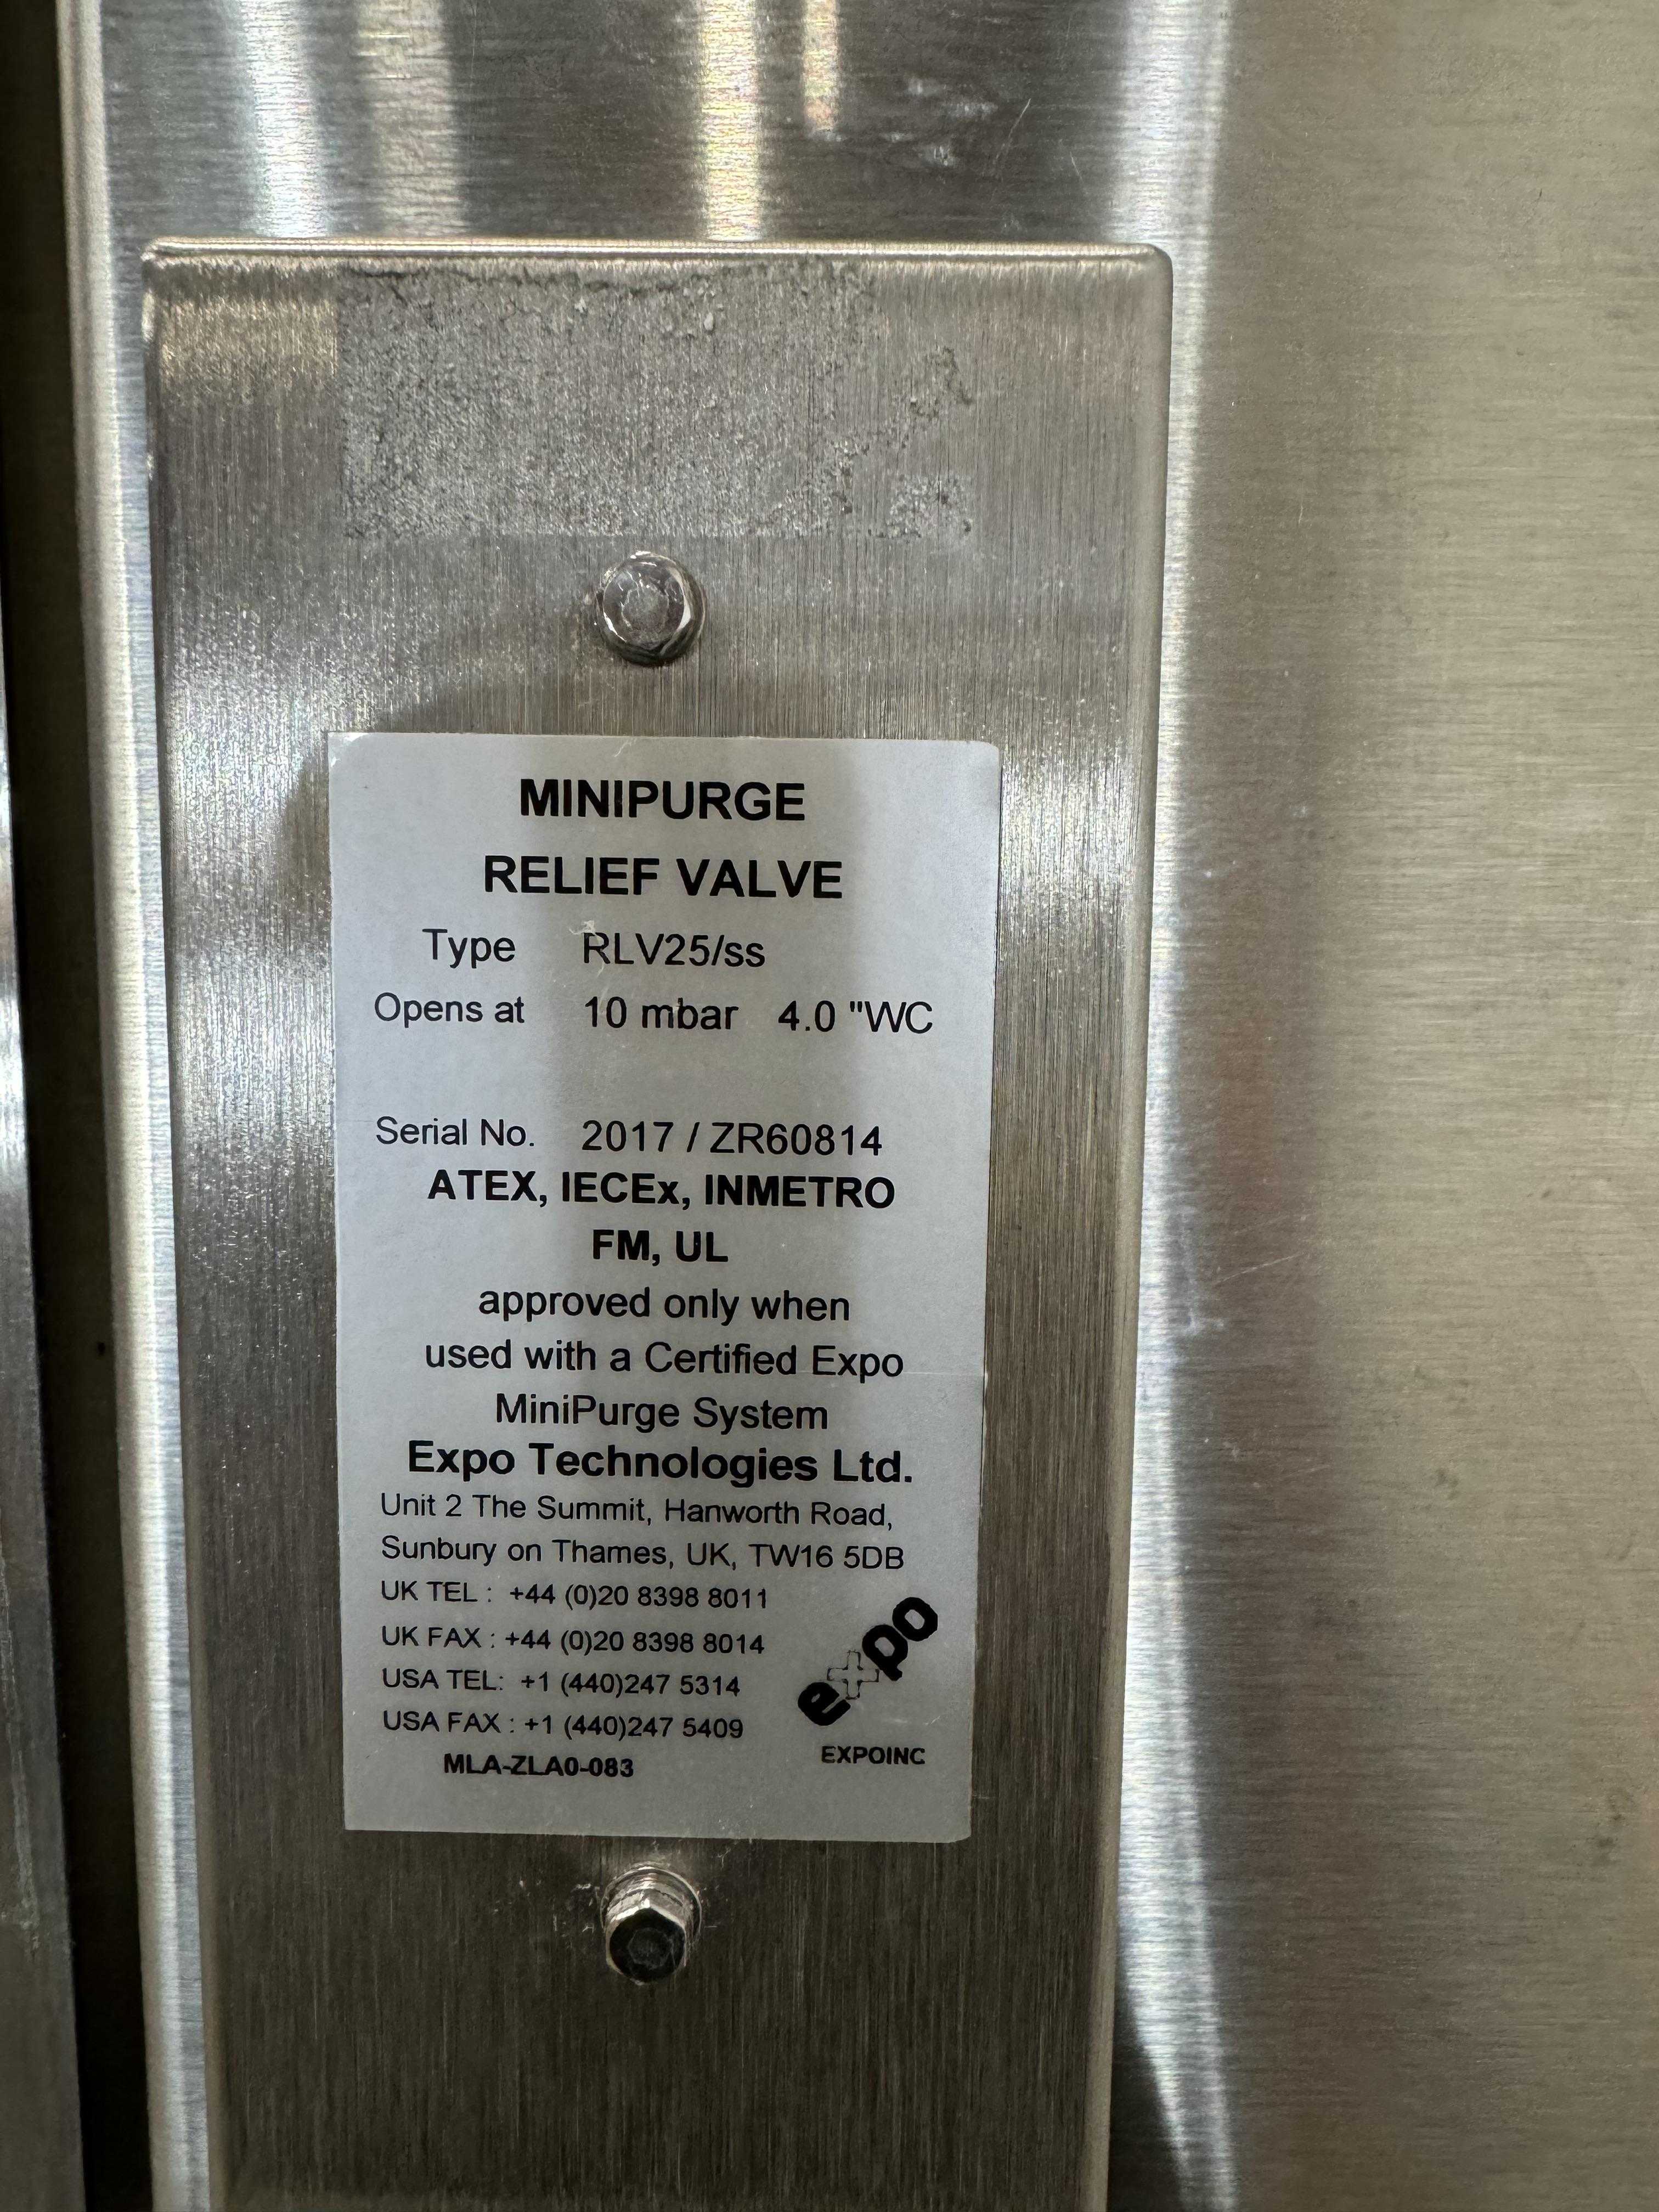 MINIPURGE
RELIEF VALVE
Type RLV25/ss
Opens at 10 mbar 4.0 "WC
Serial No. 2017 / ZR60814
ATEX, IECEx, INMETRO
FM, UL
approved only when
used with a Certified Expo
MiniPurge System
Expo Technologies Ltd.
Unit 2 The Summit, Hanworth Road,
Sunbury on Thames, UK, TW16 5DB
UK TEL : +44 (0)20 8398 8011
UK FAX : +44 (0)20 8398 8014
USA TEL: +1 (440)247 5314
USA FAX : +1 (440)247 5409
MLA-ZLA0-083
expo
EXPOINC